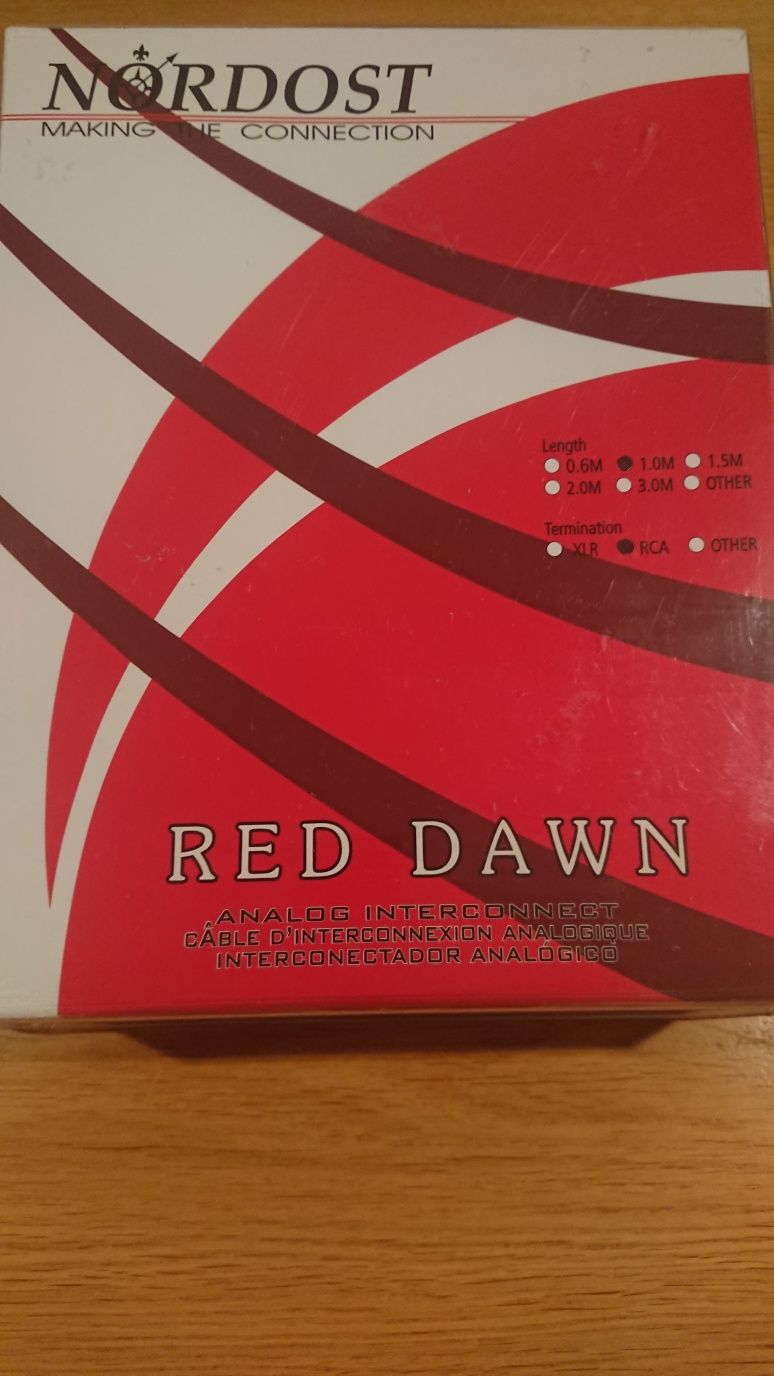 NORDOST
MAKING THE CONNECTION
Length
0.6M 1.0M 1.5M
2.0M 3.0M OTHER
Termination
XLR RCA OTHER
RED DAWN
ANALOG INTERCONNECT
CÂBLE D'INTERCONNEXION ANALOGIQUE
INTERCONECTADOR ANALÓGICO